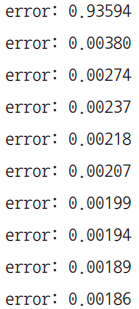 error: 0.93594
error: 0.00380
error: 0.00274
error: 0.00237
error: 0.00218
error: 0.00207
error: 0.00199
error: 0.00194
error: 0.00189
error: 0.00186